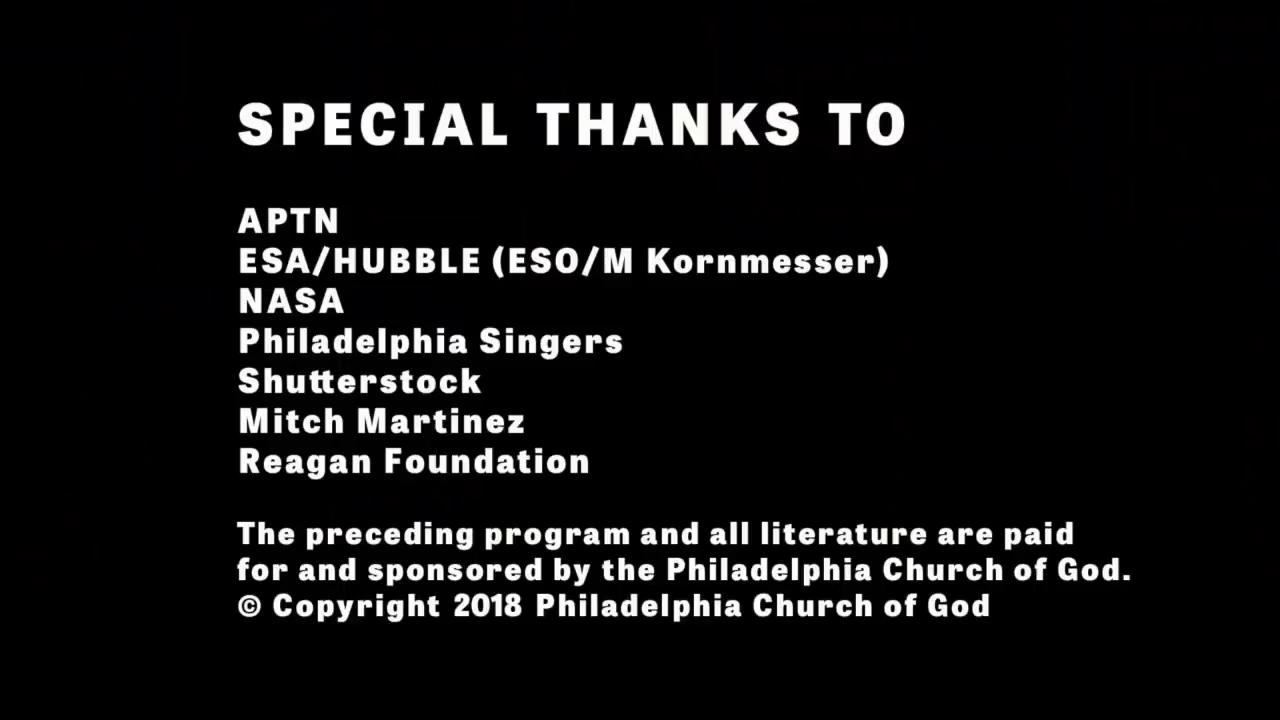 SPECIAL THANKS TO
APTN
ESA/HUBBLE (ESO/M Kornmesser)
NASA
Philadelphia Singers
Shutterstock
Mitch Martinez
Reagan Foundation
The preceding program and all literature are paid
for and sponsored by the Philadelphia Church of God.
© Copyright 2018 Philadelphia Church of God